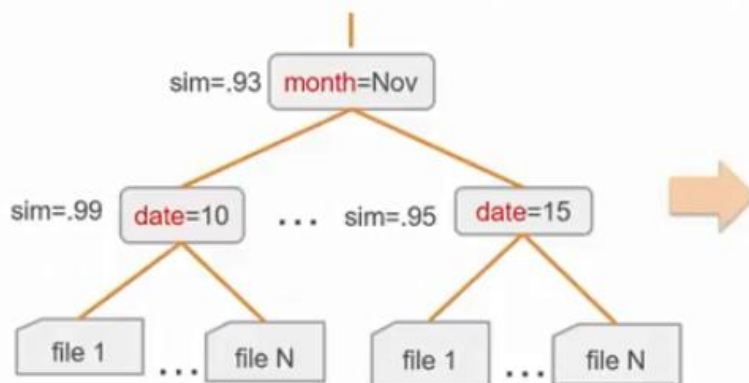 sim=.93 month=Nov
sim=.99 date=10 ... sim=.95 date=15
file 1 ... file N file 1 ... file N